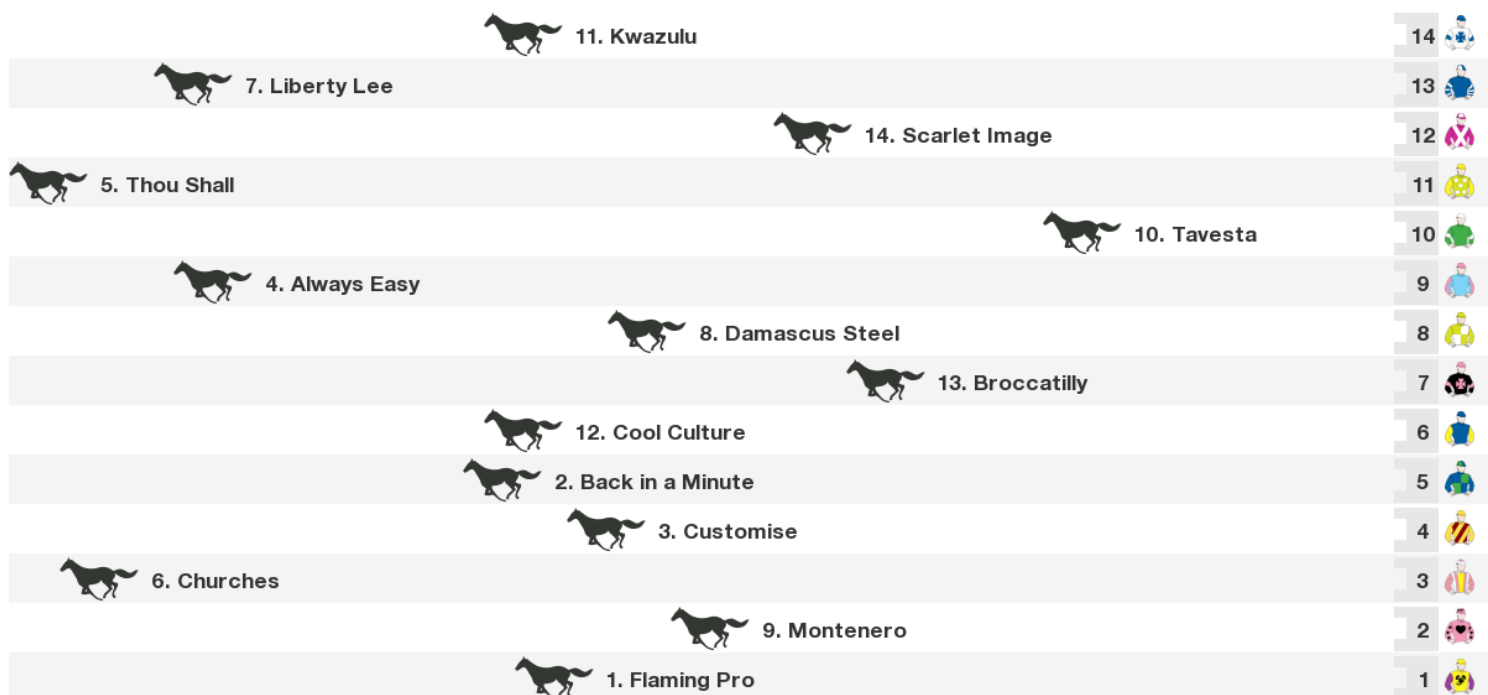 11. Kwazulu 14
7. Liberty Lee 13
14. Scarlet Image 12
5. Thou Shall 11
10. Tavesta 10
4. Always Easy 9
8. Damascus Steel 8
13. Broccatilly 7
12. Cool Culture 6
2. Back in a Minute 5
3. Customise 4
6. Churches 3
9. Montenero 2
1. Flaming Pro 1